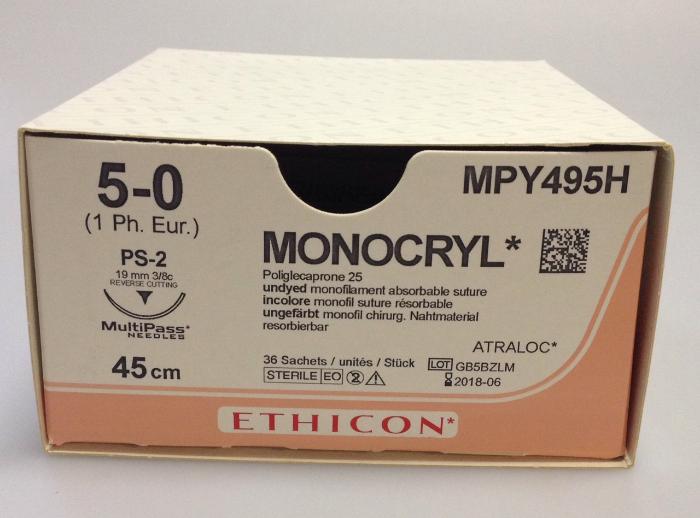 5-0
(1 Ph. Eur.)
PS-2
19 mm 3/8c
REVERSE CUTTING
MultiPass*
NEEDLES
45 cm
MPY495H
MONOCRYL*
Poliglecaprone 25
undyed monofilament absorbable suture
incolore monofil suture résorbable
ungefärbt monofil chirurg. Nahtmaterial
resorbierbar
36 Sachets / unités / Stück
STERILE EO 2
ATRALOC*
LOT GB5BZLM
2018-06
ETHICON*